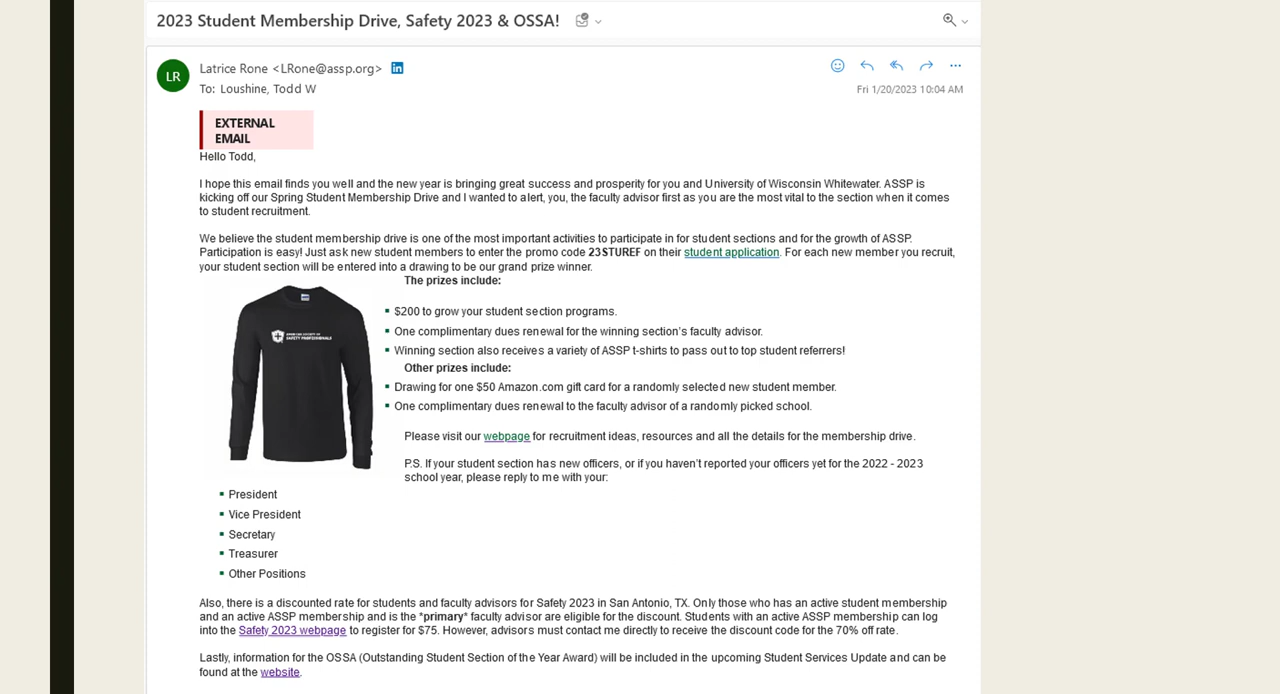 2023 Student Membership Drive, Safety 2023 & OSSA!
LR
Latrice Rone <LRone@assp.org>
in
To: Loushine, Todd W
Fri 1/20/2023 10:04 AM
EXTERNAL
EMAIL
Hello Todd,
I hope this email finds you well and the new year is bringing great success and prosperity for you and University of Wisconsin Whitewater. ASSP is
kicking off our Spring Student Membership Drive and I wanted to alert, you, the faculty advisor first as you are the most vital to the section when it comes
to student recruitment.
We believe the student membership drive is one of the most important activities to participate in for student sections and for the growth of ASSP.
Participation is easy! Just ask new student members to enter the promo code 23STUREF on their student application. For each new member you recruit,
your student section will be entered into a drawing to be our grand prize winner.
The prizes include:
$200 to grow your student section programs.
One complimentary dues renewal for the winning section's faculty advisor.
Winning section also receives a variety of ASSP t-shirts to pass out to top student referrers!
Other prizes include:
Drawing for one $50 Amazon.com gift card for a randomly selected new student member.
One complimentary dues renewal to the faculty advisor of a randomly picked school.
SAFETY PROFESSIONALS
Please visit our webpage for recruitment ideas, resources and all the details for the membership drive.
P.S. If your student section has new officers, or if you haven't reported your officers yet for the 2022 - 2023
school year, please reply to me with your:
President
Vice President
Secretary
Treasurer
Other Positions
Also, there is a discounted rate for students and faculty advisors for Safety 2023 in San Antonio, TX. Only those who has an active student membership
and an active ASSP membership and is the *primary* faculty advisor are eligible for the discount. Students with an active ASSP membership can log
into the Safety 2023 webpage to register for $75. However, advisors must contact me directly to receive the discount code for the 70% off rate.
Lastly, information for the OSSA (Outstanding Student Section of the Year Award) will be included in the upcoming Student Services Update and can be
found at the website.